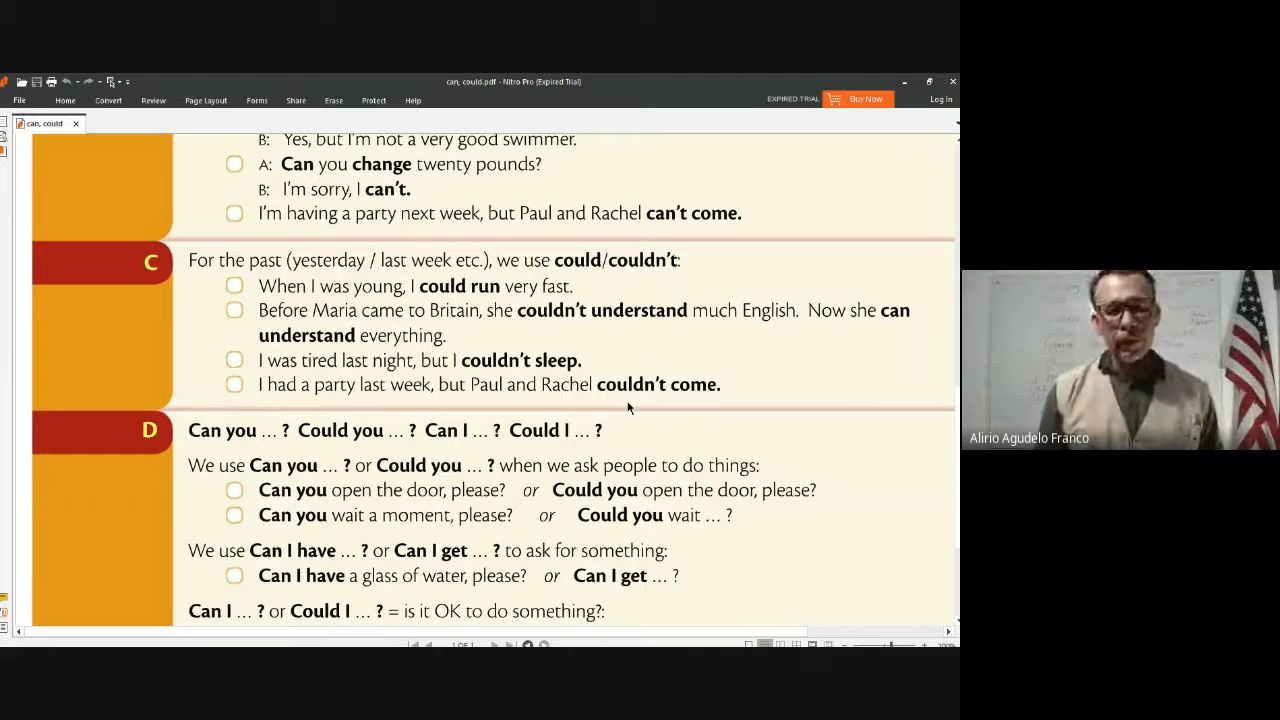 can, could.pdf - Nitro Pro (Expired Trial)
File Home Convert Review Page Layout Forms Share Erase Protect Help EXPIRED TRIAL Buy Now Log In
can, could
B: Yes, but I'm not a very good swimmer.
A: Can you change twenty pounds?
B: I'm sorry, I can't.
I'm having a party next week, but Paul and Rachel can't come.
C For the past (yesterday / last week etc.), we use could/couldn't:
When I was young, I could run very fast.
Before Maria came to Britain, she couldn't understand much English. Now she can
understand everything.
I was tired last night, but I couldn't sleep.
I had a party last week, but Paul and Rachel couldn't come.
D Can you ... ? Could you ... ? Can I ... ? Could I ... ?
We use Can you ... ? or Could you ... ? when we ask people to do things:
Can you open the door, please? or Could you open the door, please?
Can you wait a moment, please? or Could you wait ... ?
We use Can I have ... ? or Can I get ... ? to ask for something:
Can I have a glass of water, please? or Can I get ... ?
Can I ... ? or Could I ... ? = is it OK to do something?:
1 OF 1
200%
Alirio Agudelo Franco